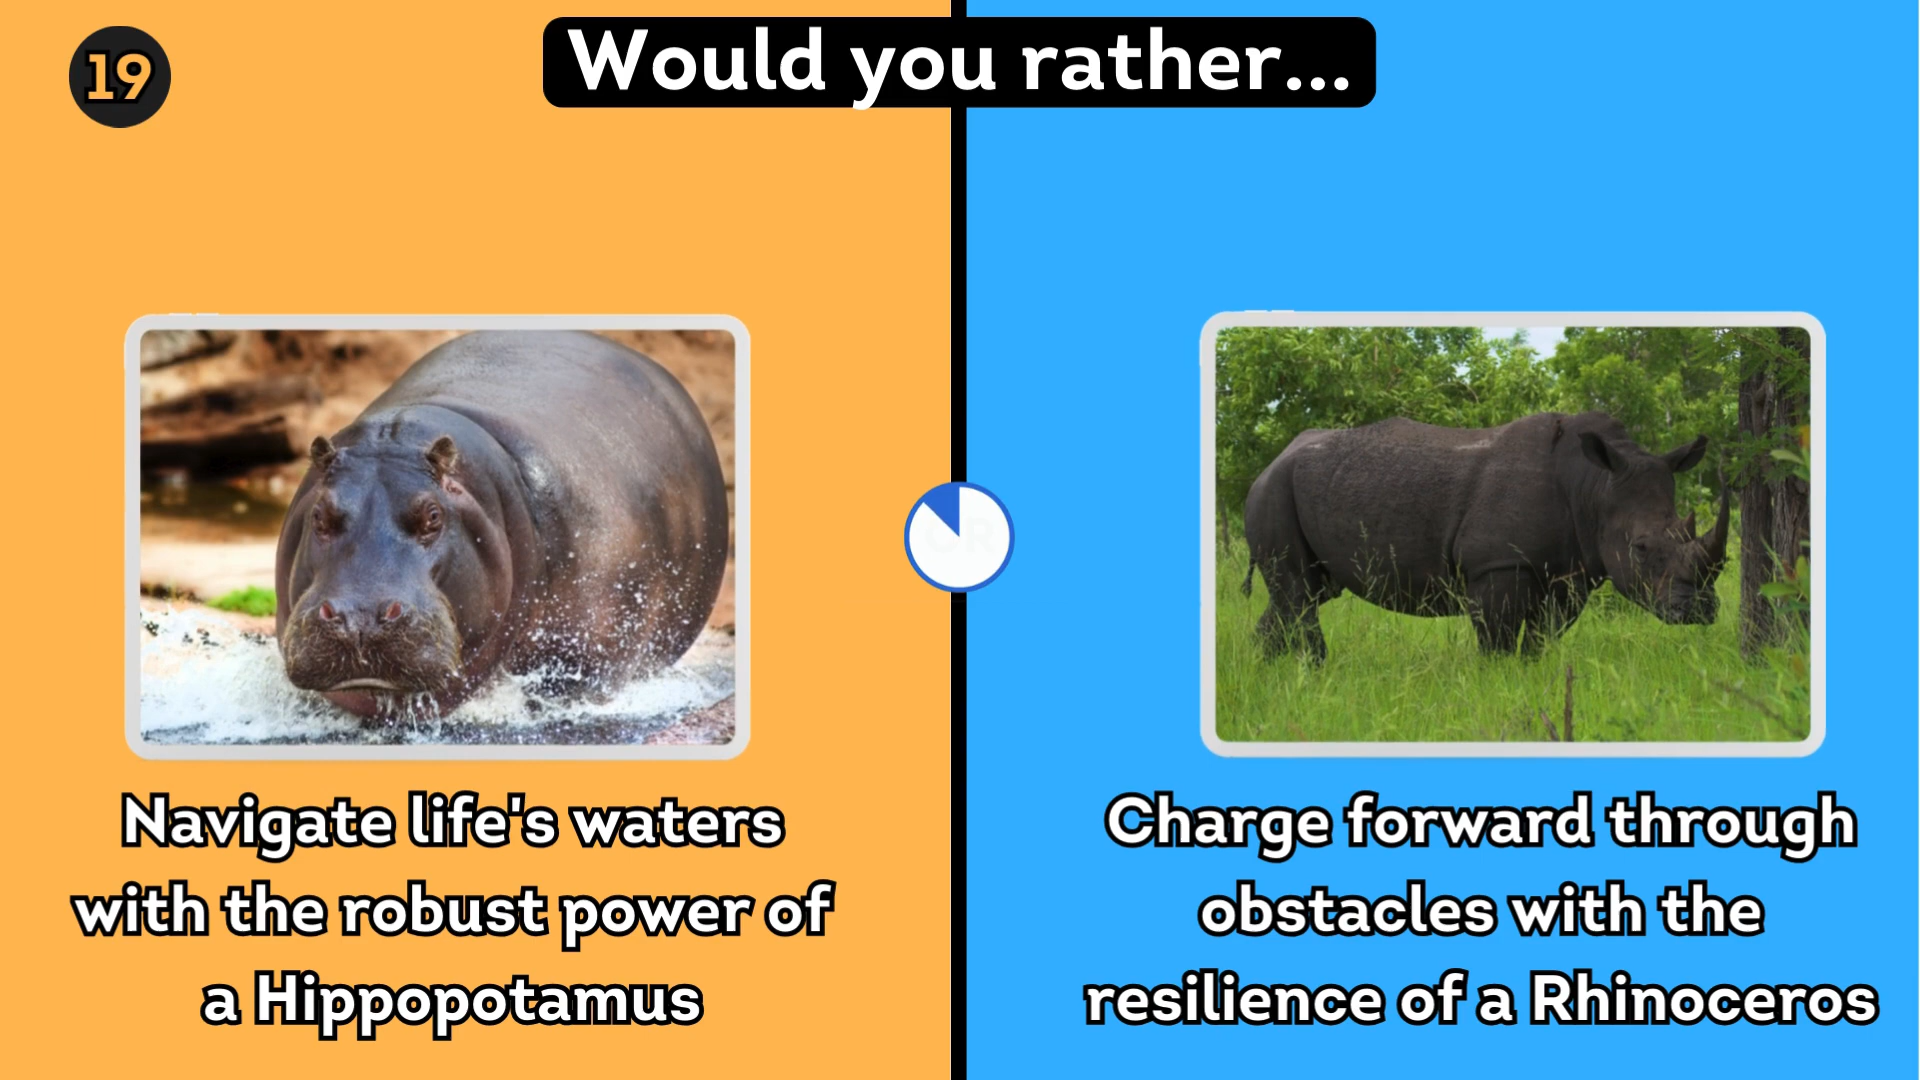 19
Would you rather...
Navigate life's waters
with the robust power of
a Hippopotamus
OR
Charge forward through
obstacles with the
resilience of a Rhinoceros